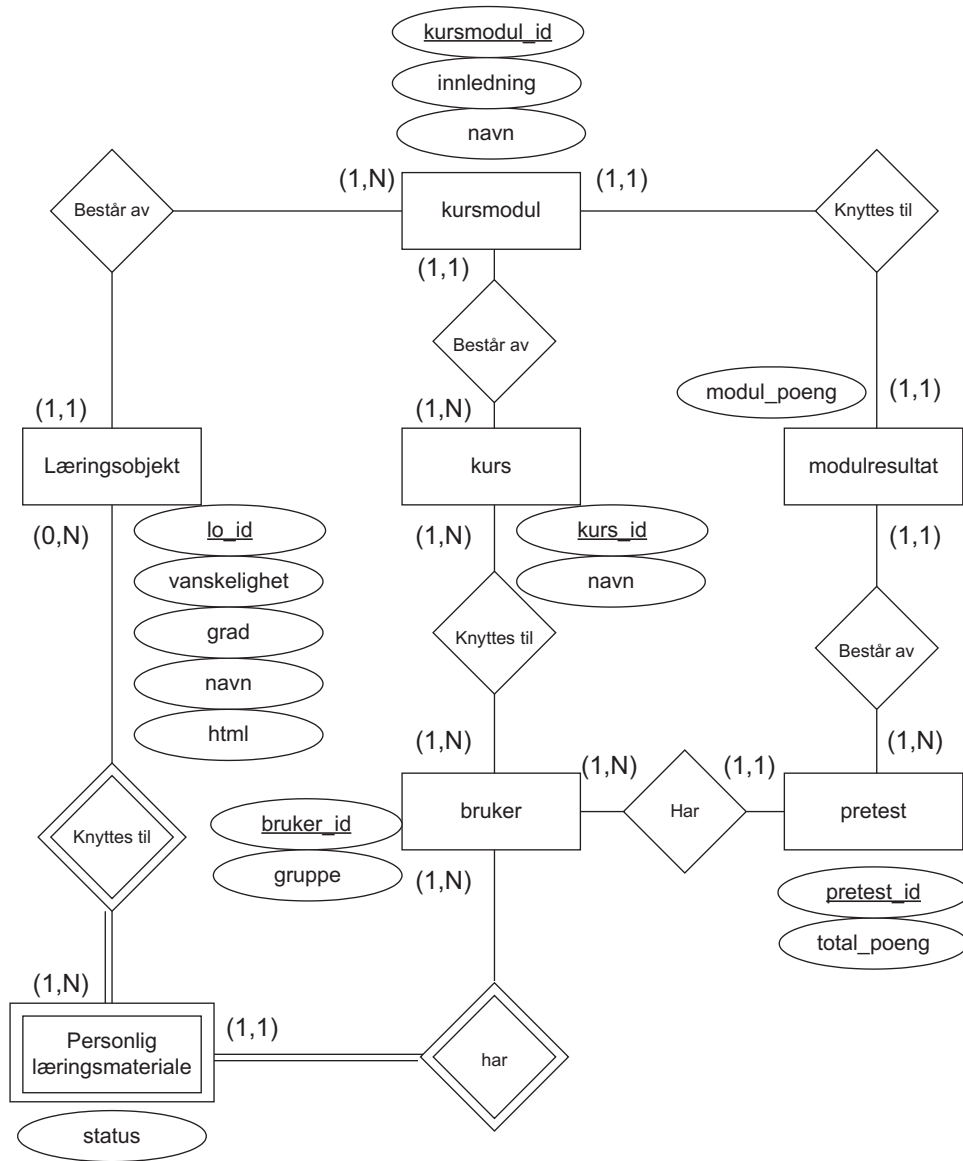 kursmodul_id
innledning
navn
(1,N)
(1,1)
Består av
kursmodul
Knyttes til
(1,1)
Består av
modul_poeng
(1,1)
(1,N)
(1,1)
Læringsobjekt
kurs
modulresultat
(0,N)
lo_id
(1,N)
kurs_id
(1,1)
vanskelighet
navn
grad
Knyttes til
Består av
navn
html
(1,N)
(1,N)
(1,1)
(1,N)
Knyttes til
bruker_id
bruker
Har
pretest
gruppe
(1,N)
pretest_id
total_poeng
(1,N)
(1,1)
Personlig
læringsmateriale
har
status